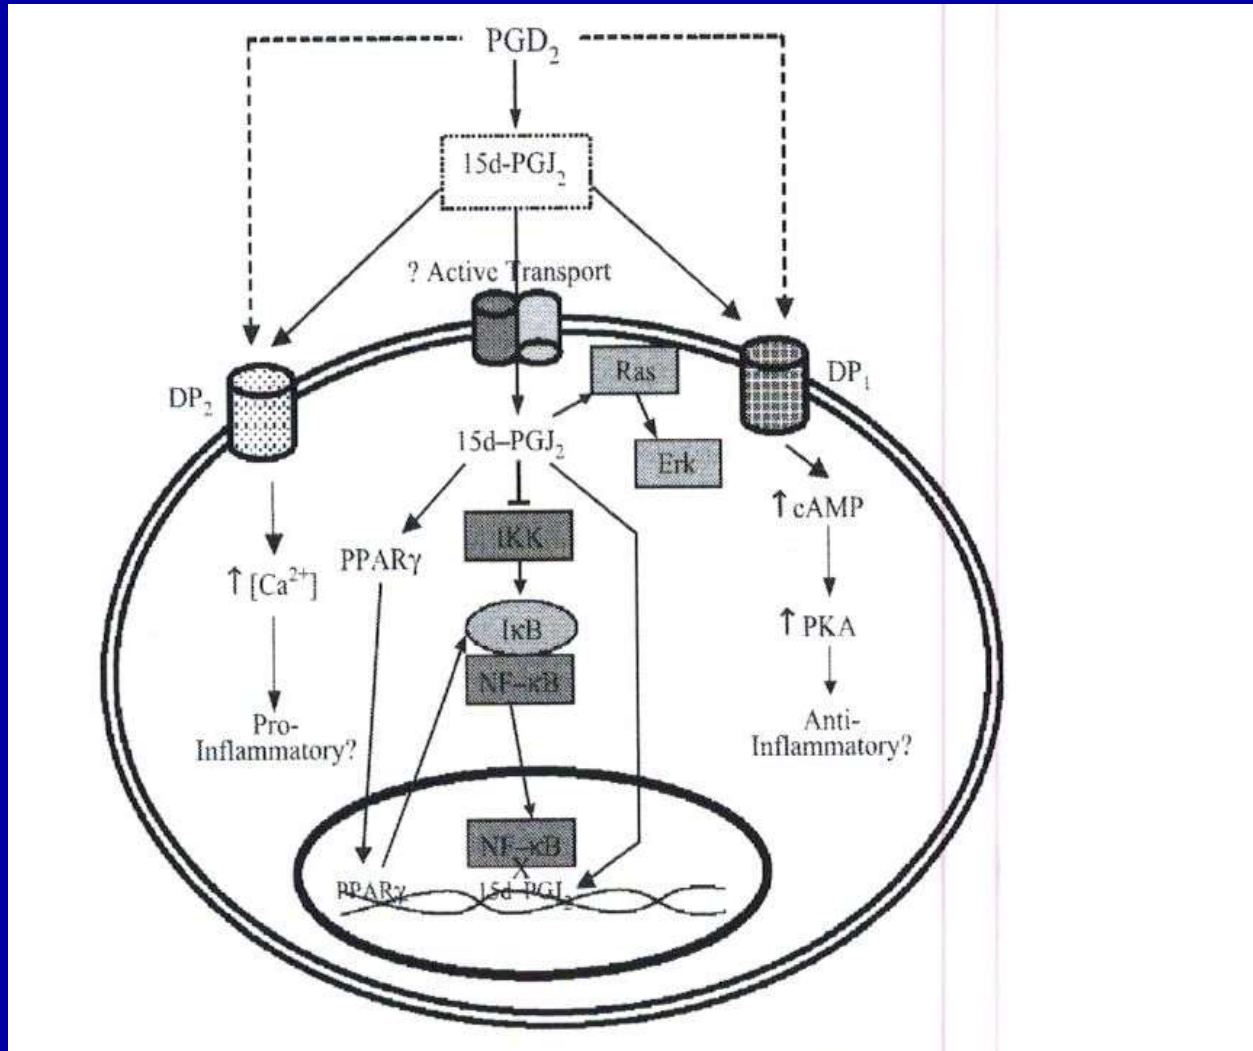 PGD₂
15d-PGJ₂
? Active Transport
Ras
DP₂
DP₁
15d–PGJ₂
Erk
↑cAMP
IKK
PPARγ
↑[Ca²⁺]
IκB
↑PKA
NF–κB
Pro-
Inflammatory?
Anti-
Inflammatory?
NF–κB
X
PPARγ
15d–PGJ₂